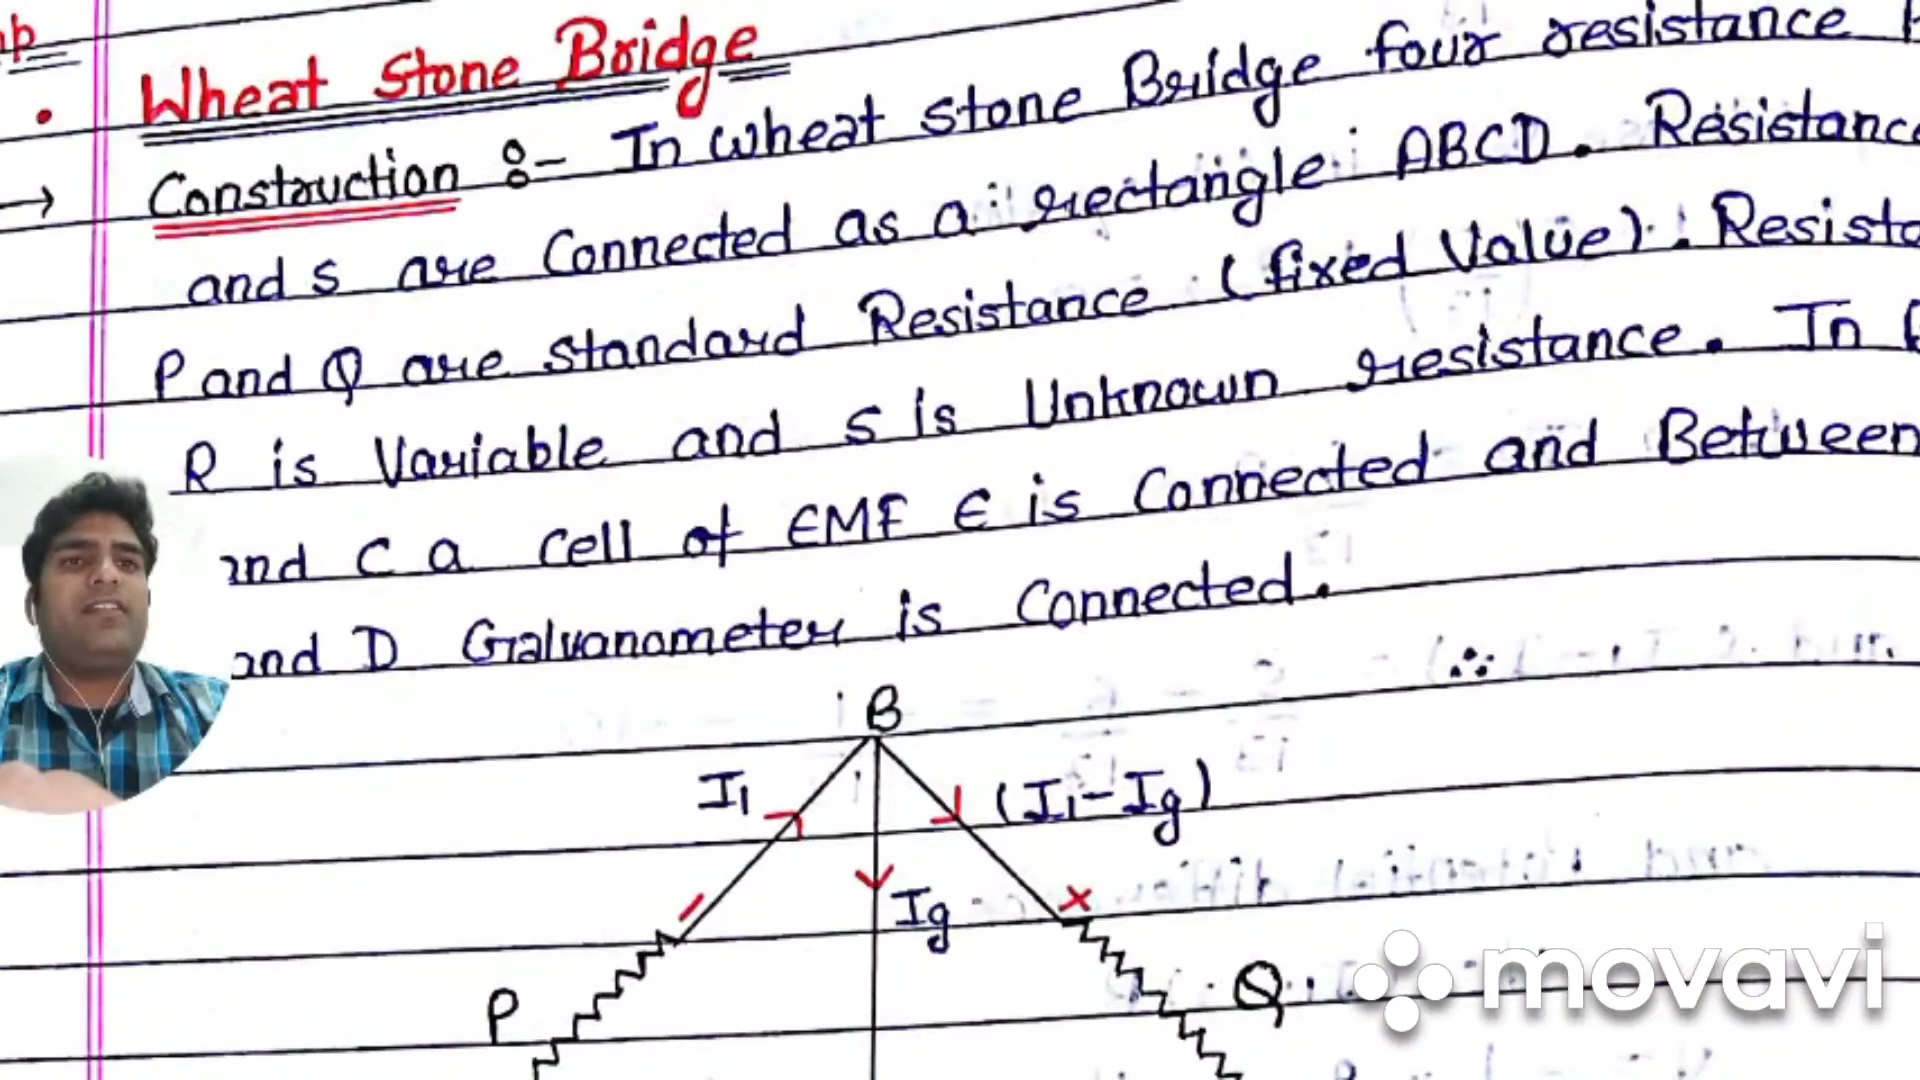 Wheat Stone Bridge
Construction :- In wheat stone Bridge four resistance
and S are Connected as a rectangle ABCD. Resistance
P and Q are Standard Resistance (fixed Value). 
R is Variable and S is Unknown resistance. In
and C a Cell of EMF E is Connected and Between
and D Galvanometer is Connected.
B
I1
(I1-Ig)
Ig
P
Q
movavi